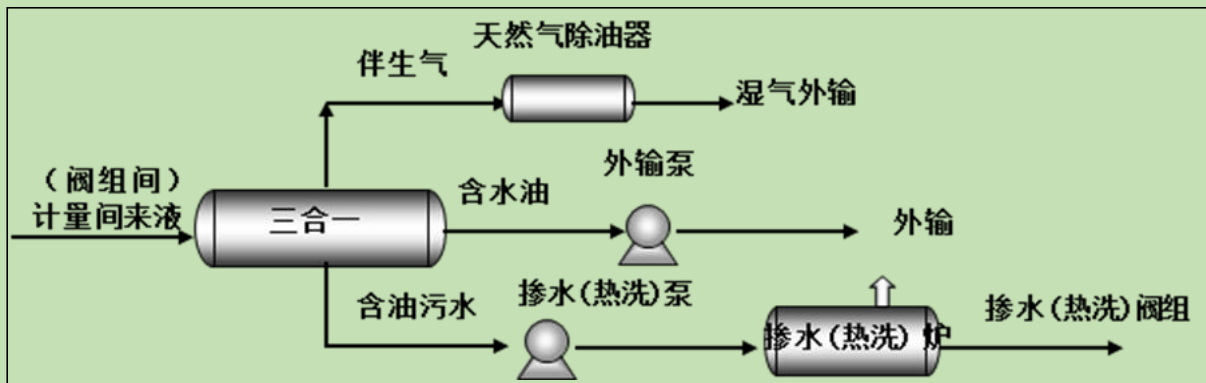 天然气除油器
伴生气
湿气外输
外输泵
（阀组间）
计量间来液
三合一
含水油
外输
含油污水
掺水(热洗)泵
掺水(热洗) 炉
掺水(热洗)阀组